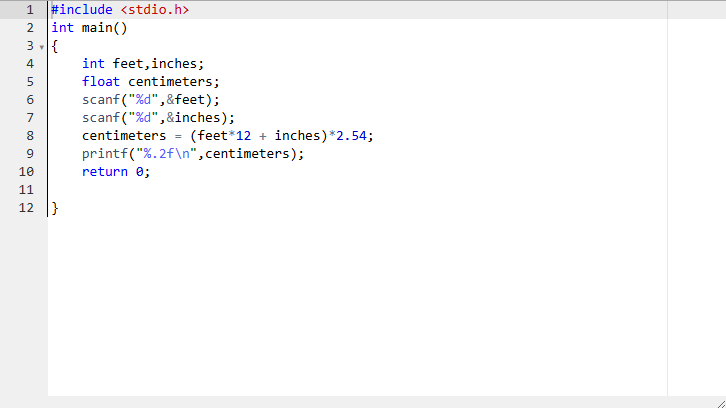 1 #include <stdio.h>
2 int main()
3 {
4     int feet,inches;
5     float centimeters;
6     scanf("%d",&feet);
7     scanf("%d",&inches);
8     centimeters = (feet*12 + inches)*2.54;
9     printf("%.2f\n",centimeters);
10     return 0;
11
12 }